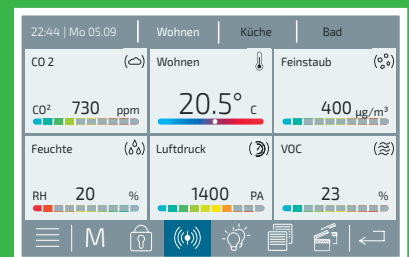 22:44 | Mo 05.09 Wohnen Küche Bad
CO 2 Wohnen Feinstaub
CO² 730 ppm 20.5° C 400 µg/m³
Feuchte Luftdruck VOC
RH 20 % 1400 PA 23 %
M